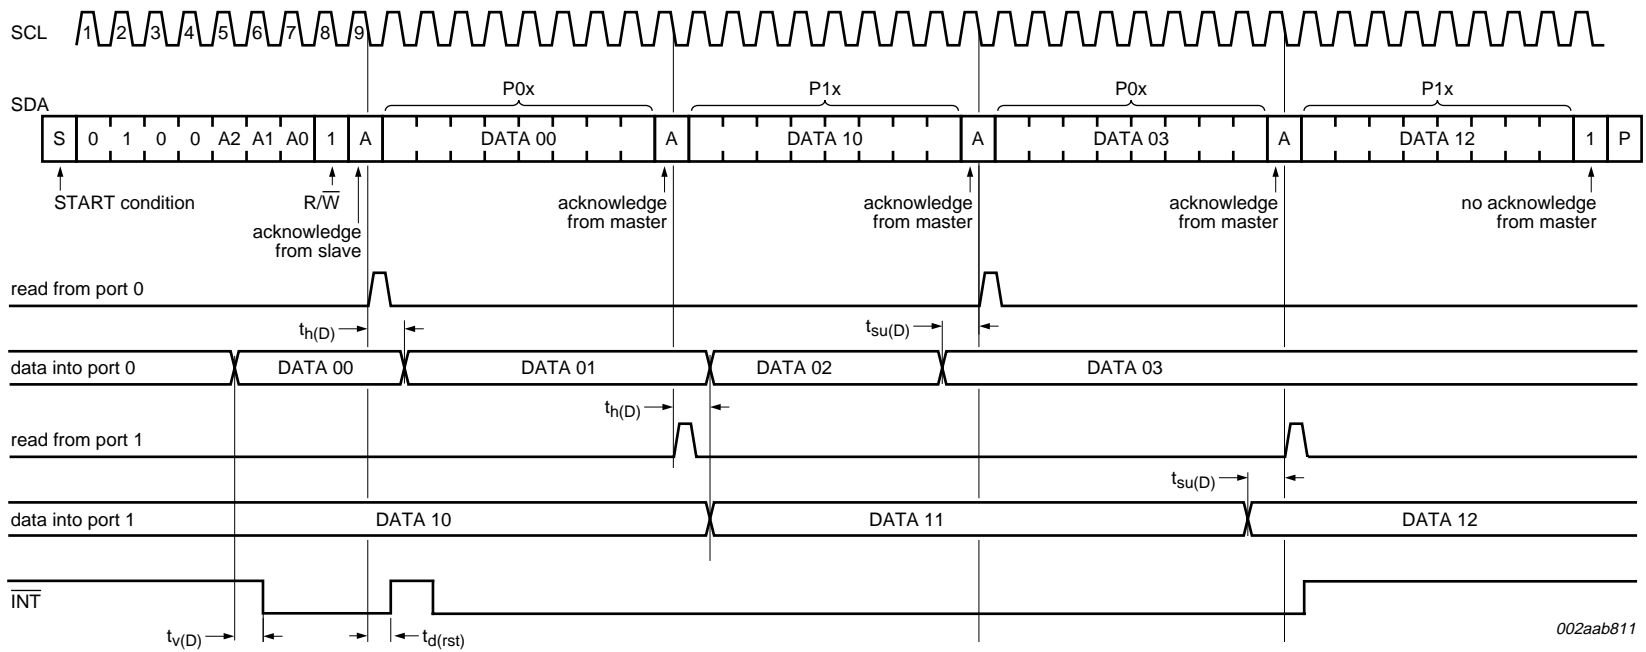 SCL 1 2 3 4 5 6 7 8 9
P0x P1x P0x P1x
SDA
S 0 1 0 0 A2 A1 A0 1 A DATA 00 A DATA 10 A DATA 03 A DATA 12 1 P
START condition
R/W
acknowledge
from slave
acknowledge
from master
acknowledge
from master
acknowledge
from master
no acknowledge
from master
read from port 0
th(D)
tsu(D)
data into port 0 DATA 00 DATA 01 DATA 02 DATA 03
th(D)
read from port 1
tsu(D)
data into port 1 DATA 10 DATA 11 DATA 12
INT
tv(D)
td(rst)
002aab811